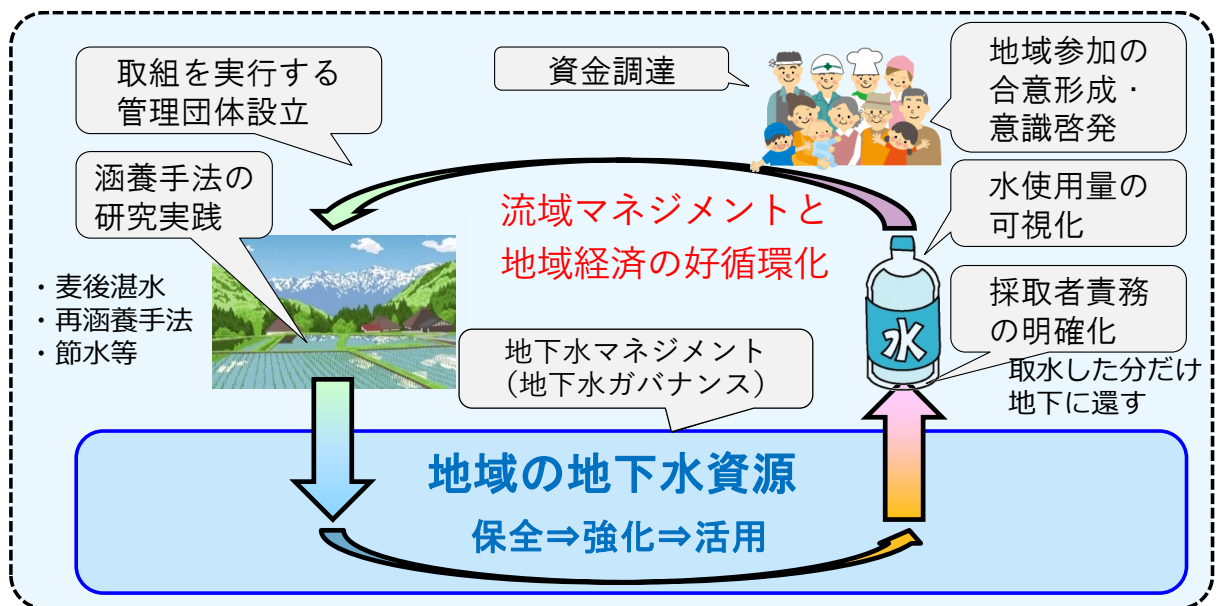 取組を実行する
管理団体設立
資金調達
地域参加の
合意形成・
意識啓発
涵養手法の
研究実践
流域マネジメントと
地域経済の好循環化
水使用量の
可視化
・麦後湛水
・再涵養手法
・節水等
水
採取者責務
の明確化
取水した分だけ
地下に還す
地下水マネジメント
（地下水ガバナンス）
地域の地下水資源
保全⇒強化⇒活用